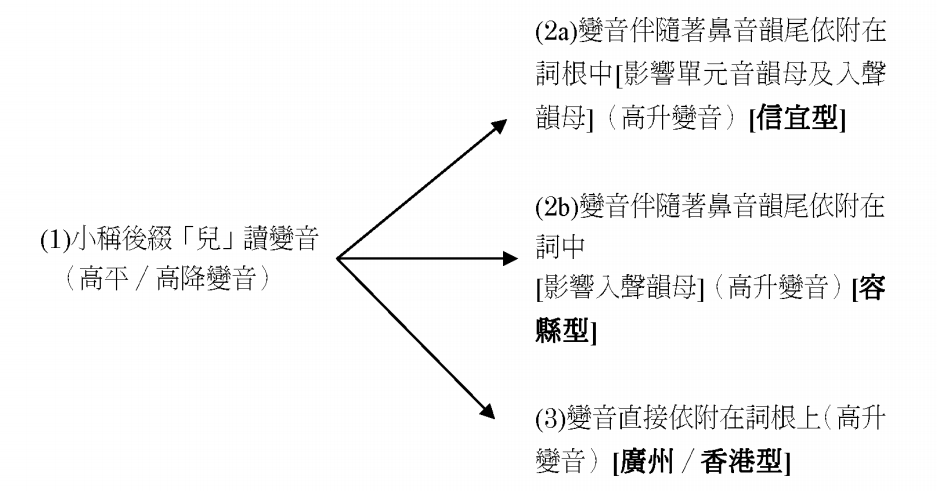 (2a)變音伴隨著鼻音韻尾依附在
詞根中[影響單元音韻母及入聲
韻母]（高升變音）[信宜型]
(2b)變音伴隨著鼻音韻尾依附在
詞中
[影響入聲韻母]（高升變音）[容
縣型]
(1)小稱後綴「兒」讀變音
（高平／高降變音）
(3)變音直接依附在詞根上（高升
變音）[廣州／香港型]